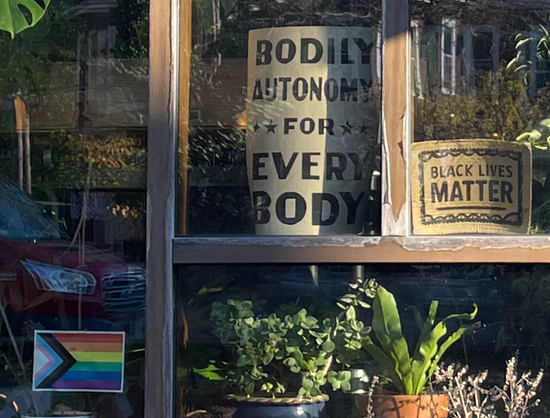 BODILY
AUTONOMY
★★FOR★★
EVERY
BODY
BLACK LIVES
MATTER